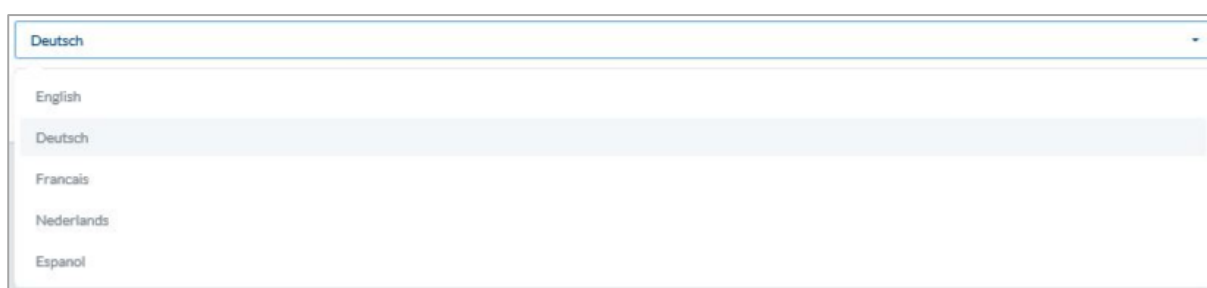 Deutsch
English
Deutsch
Francais
Nederlands
Espanol